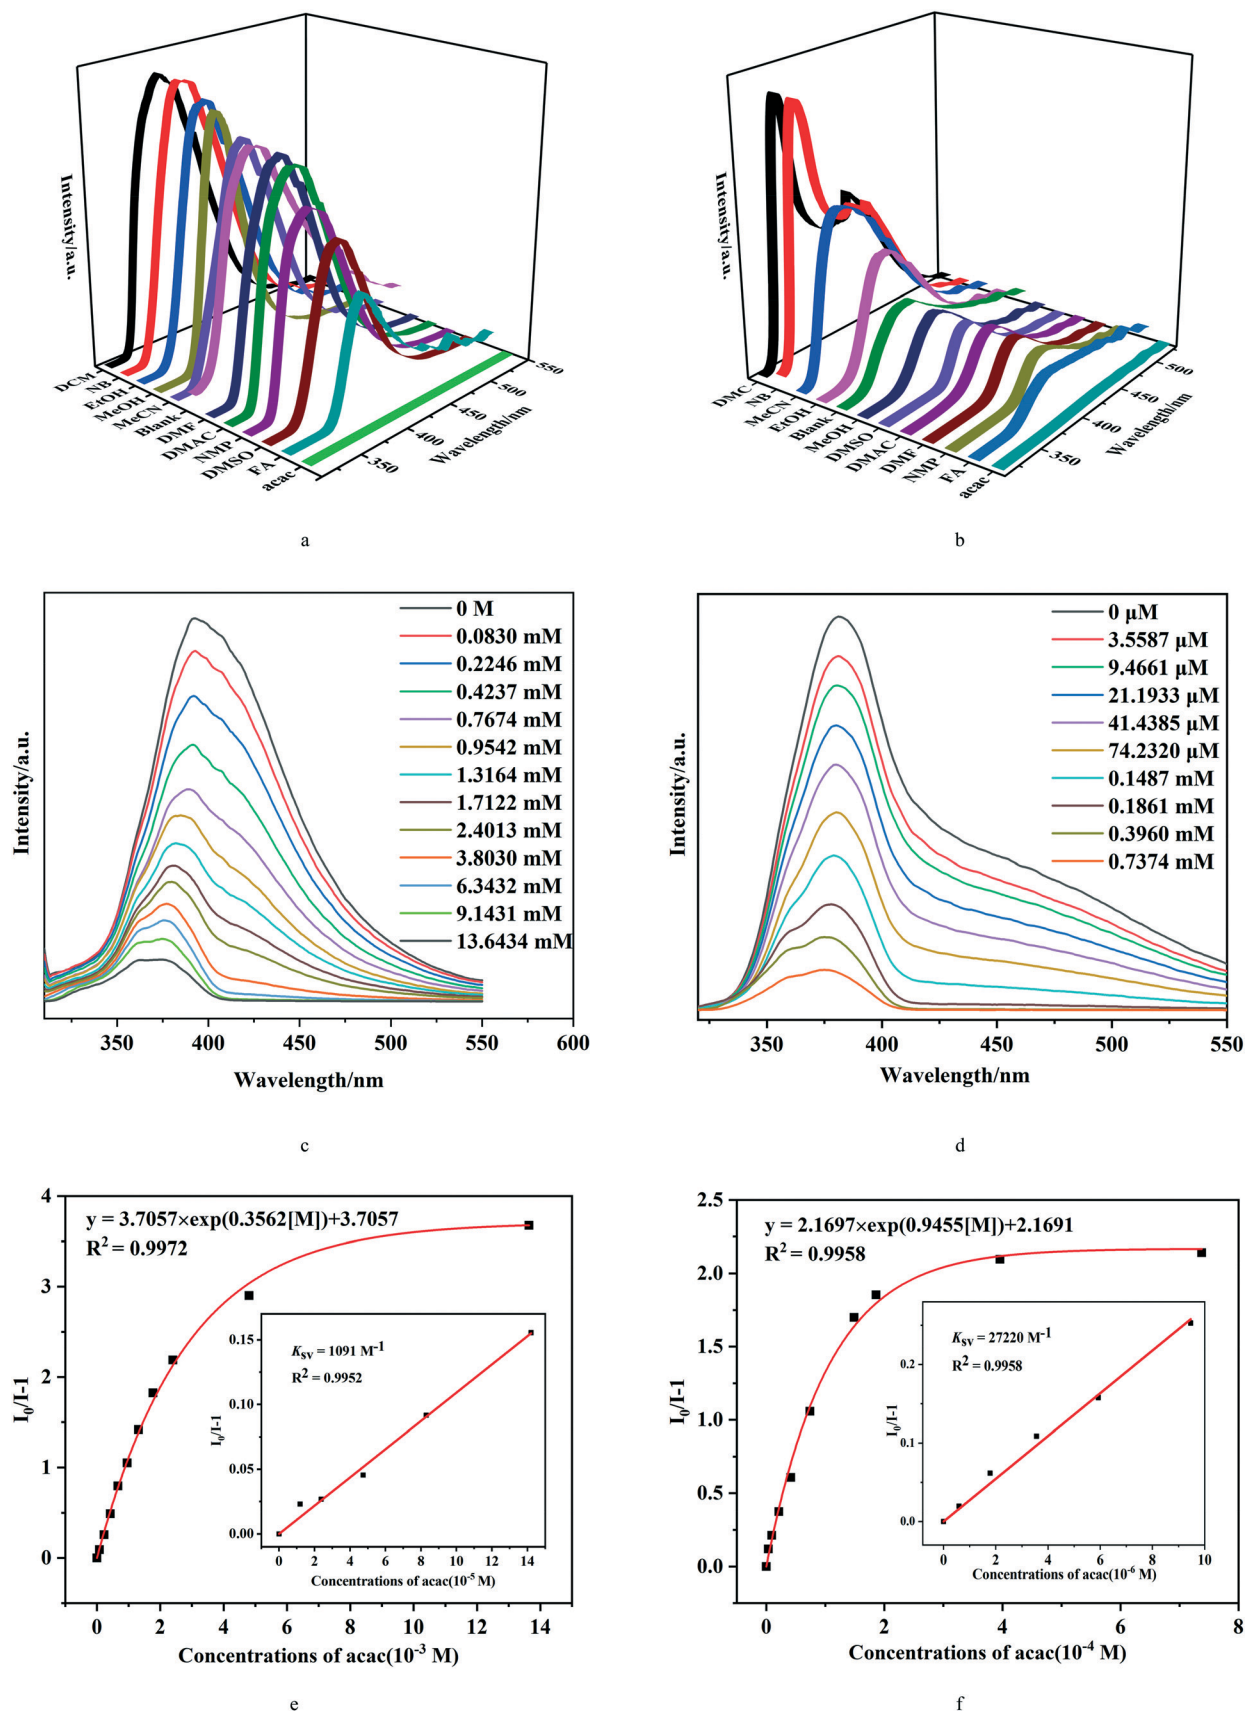 Intensity/a.u.
DCM
NB
EtOH
MeOH
MeCN
Blank
DMF
DMAC
NMP
DMSO
FA
acac
350
400
450
500
550
Wavelength/nm
a
Intensity/a.u.
DMC
NB
MeCN
EtOH
Blank
MeOH
DMSO
DMAC
DMF
NMP
FA
acac
350
400
450
500
Wavelength/nm
b
Intensity/a.u.
0 M
0.0830 mM
0.2246 mM
0.4237 mM
0.7674 mM
0.9542 mM
1.3164 mM
1.7122 mM
2.4013 mM
3.8030 mM
6.3432 mM
9.1431 mM
13.6434 mM
350 400 450 500 550 600
Wavelength/nm
c
Intensity/a.u.
0 μM
3.5587 μM
9.4661 μM
21.1933 μM
41.4385 μM
74.2320 μM
0.1487 mM
0.1861 mM
0.3960 mM
0.7374 mM
350 400 450 500 550
Wavelength/nm
d
I0/I-1
4
3
2
1
0
y = 3.7057×exp(0.3562[M])+3.7057
R2 = 0.9972
I0/I-1
0.15
0.10
0.05
0.00
Ksv = 1091 M-1
R2 = 0.9952
0 2 4 6 8 10 12 14
Concentrations of acac(10-5 M)
0 2 4 6 8 10 12 14
Concentrations of acac(10-3 M)
e
I0/I-1
2.5
2.0
1.5
1.0
0.5
0.0
y = 2.1697×exp(0.9455[M])+2.1691
R2 = 0.9958
I0/I-1
0.2
0.1
0.0
Ksv = 27220 M-1
R2 = 0.9958
0 2 4 6 8 10
Concentrations of acac(10-6 M)
0 2 4 6 8
Concentrations of acac(10-4 M)
f